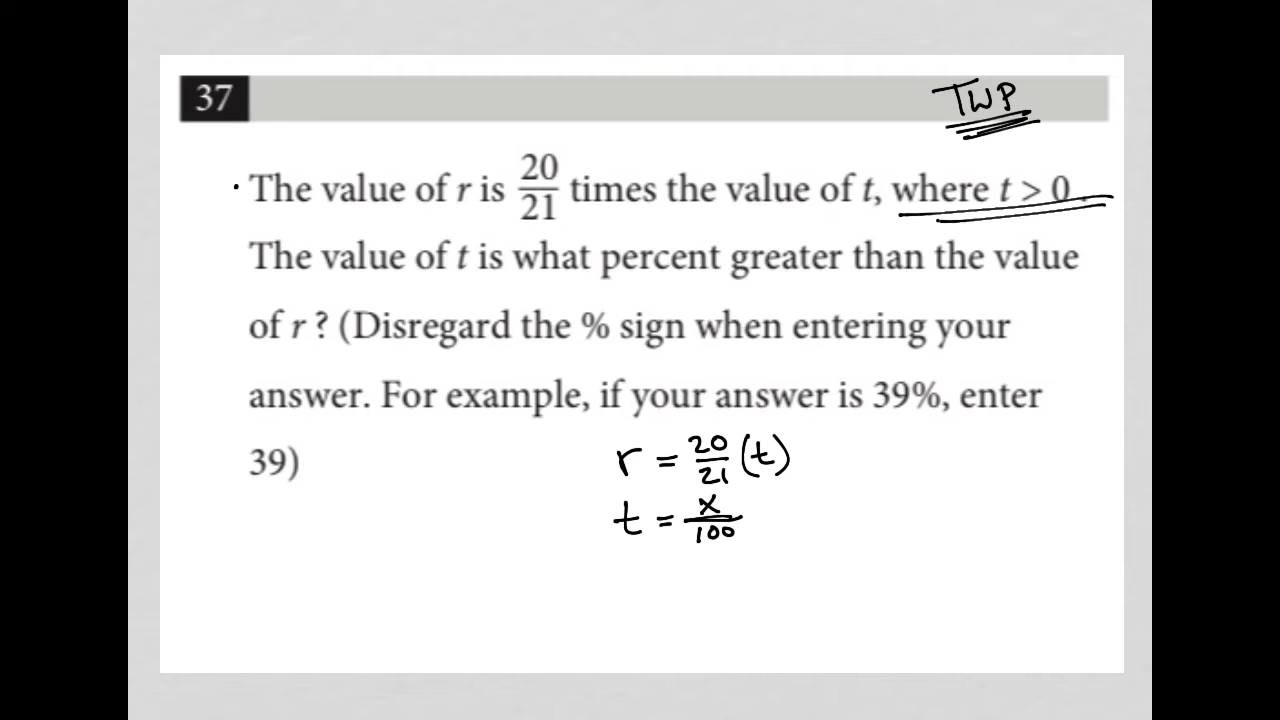 37
TWP
The value of r is 20/21 times the value of t, where t > 0 .
The value of t is what percent greater than the value
of r ? (Disregard the % sign when entering your
answer. For example, if your answer is 39%, enter
39)
r = 20/21 (t)
t = x/100